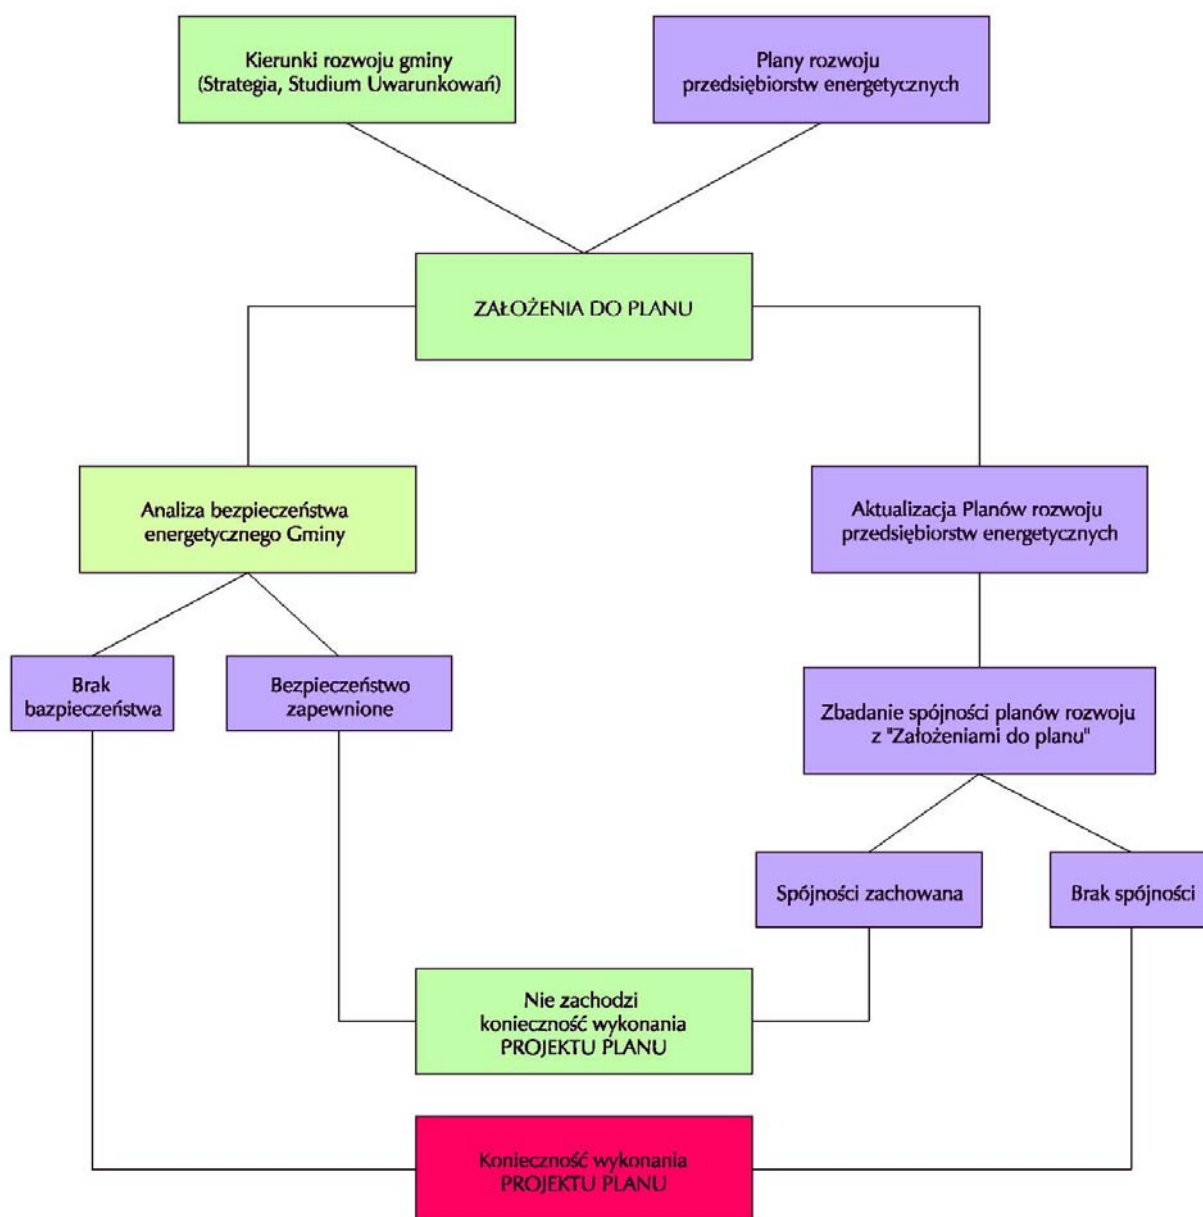 Kierunki rozwoju gminy
(Strategia, Studium Uwarunkowań)
Plany rozwoju
przedsiębiorstw energetycznych
ZAŁOŻENIA DO PLANU
Analiza bezpieczeństwa
energetycznego Gminy
Aktualizacja Planów rozwoju
przedsiębiorstw energetycznych
Brak
bazpieczeństwa
Bezpieczeństwo
zapewnione
Zbadanie spójności planów rozwoju
z "Założeniami do planu"
Spójności zachowana
Brak spójności
Nie zachodzi
konieczność wykonania
PROJEKTU PLANU
Konieczność wykonania
PROJEKTU PLANU